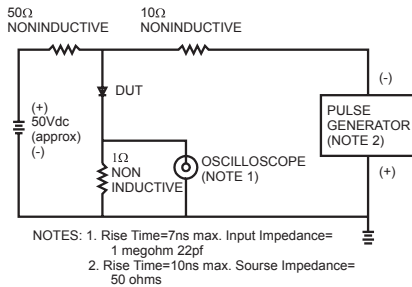 50Ω
NONINDUCTIVE
10Ω
NONINDUCTIVE
(+)
50Vdc
(approx)
(-)
DUT
1Ω
NON
INDUCTIVE
OSCILLOSCOPE
(NOTE 1)
(-)
PULSE
GENERATOR
(NOTE 2)
(+)
NOTES: 1. Rise Time=7ns max. Input Impedance=
1 megohm 22pf
2. Rise Time=10ns max. Sourse Impedance=
50 ohms